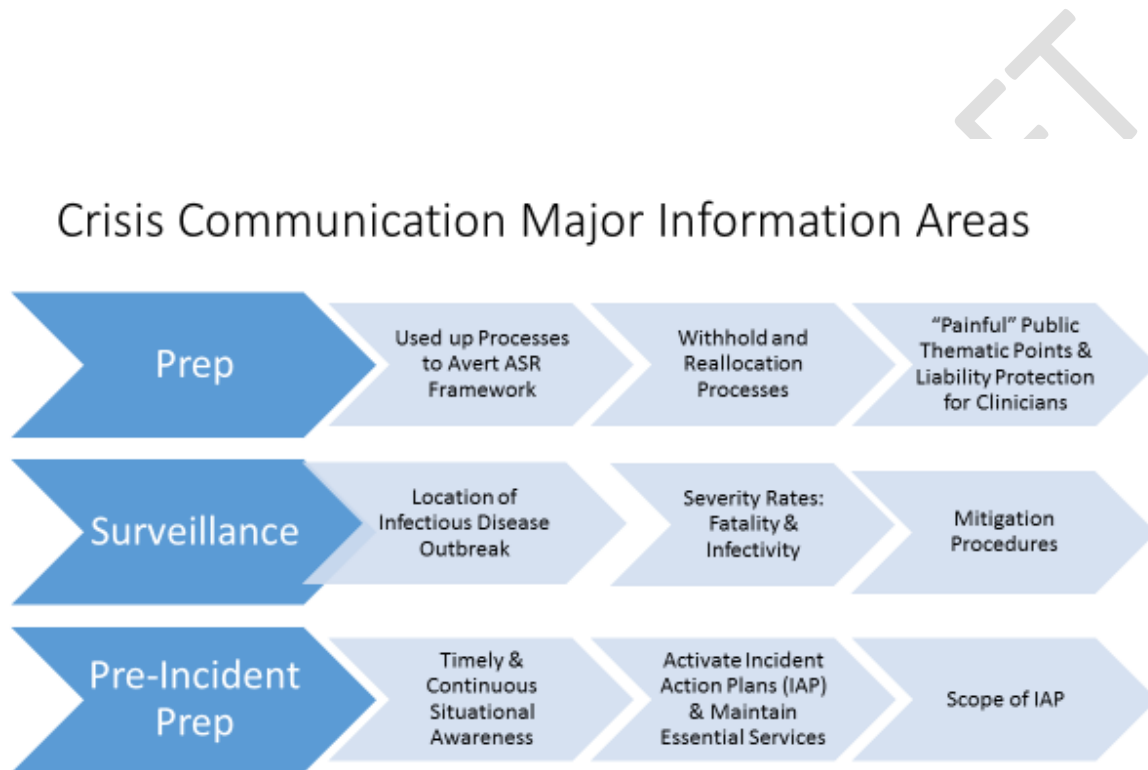 Crisis Communication Major Information Areas
Prep
Used up Processes
to Avert ASR
Framework
Withhold and
Reallocation
Processes
“Painful” Public
Thematic Points &
Liability Protection
for Clinicians
Surveillance
Location of
Infectious Disease
Outbreak
Severity Rates:
Fatality &
Infectivity
Mitigation
Procedures
Pre-Incident
Prep
Timely &
Continuous
Situational
Awareness
Activate Incident
Action Plans (IAP)
& Maintain
Essential Services
Scope of IAP